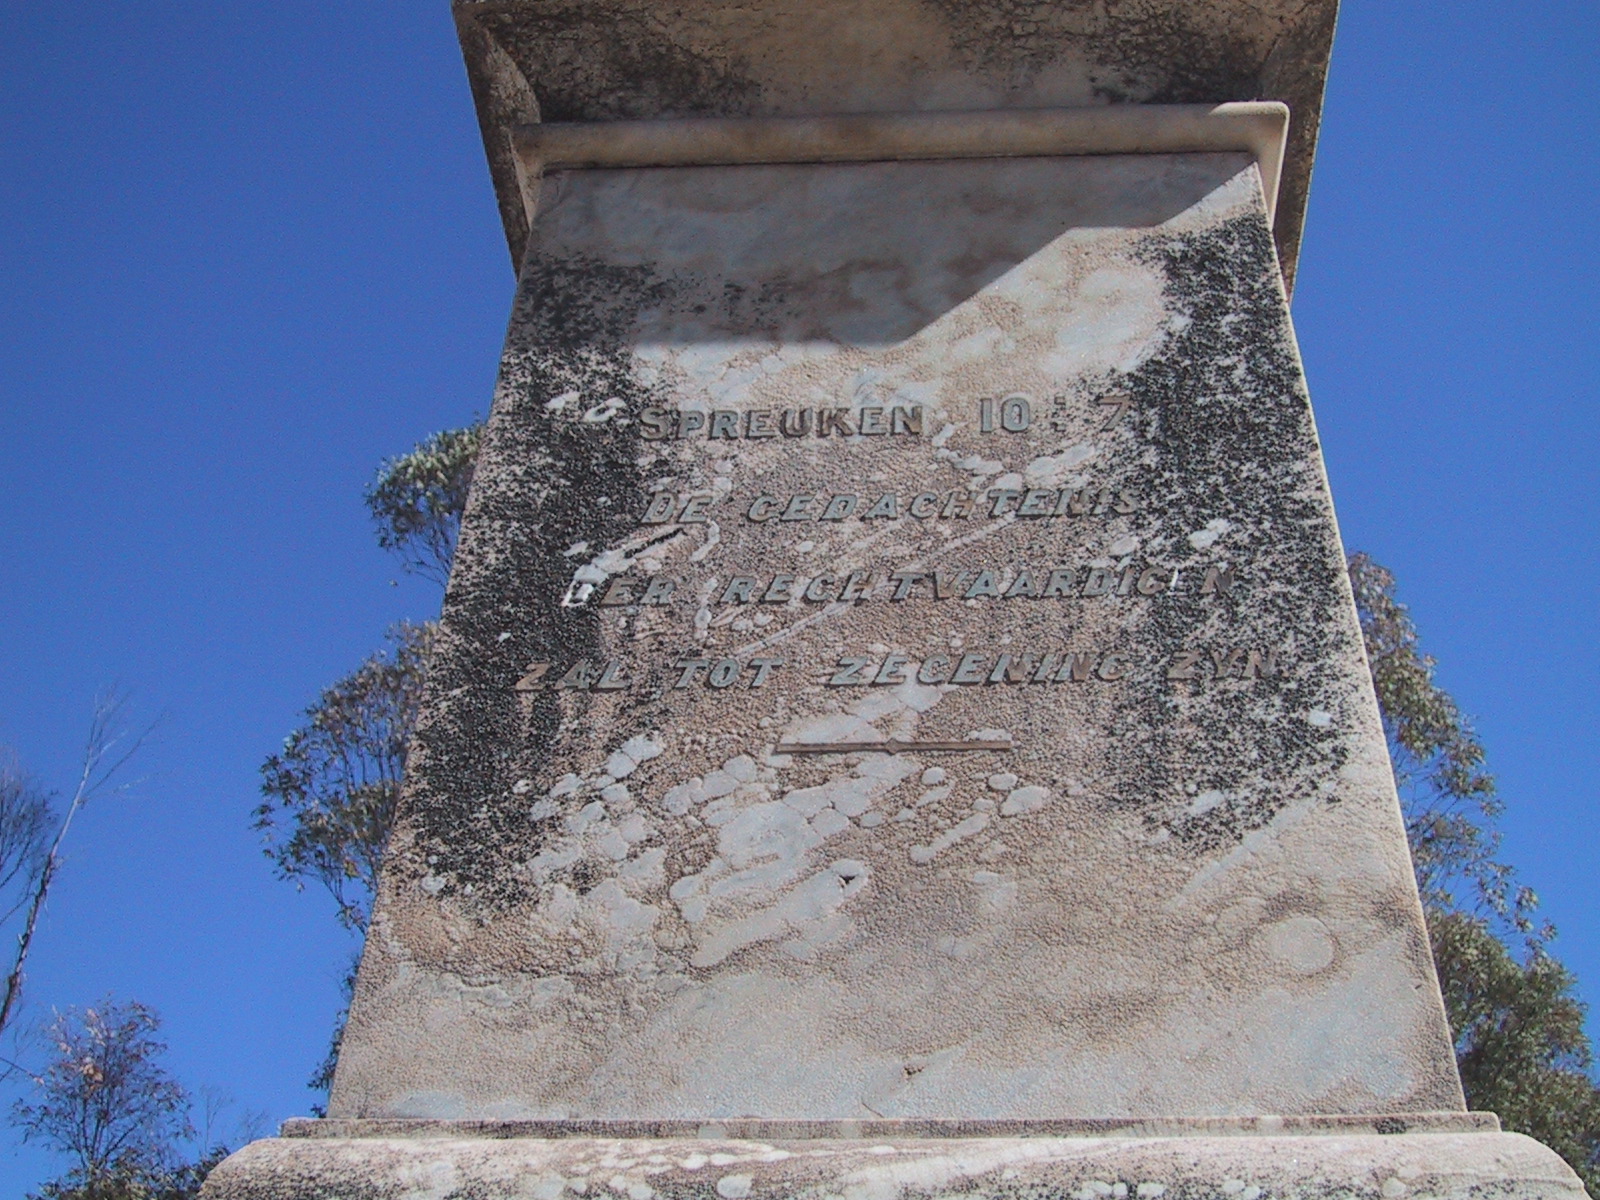 SPREUKEN 10:7
DE GEDACHTENIS
DER RECHTVAARDIGEN
ZAL TOT ZEGENING ZYN